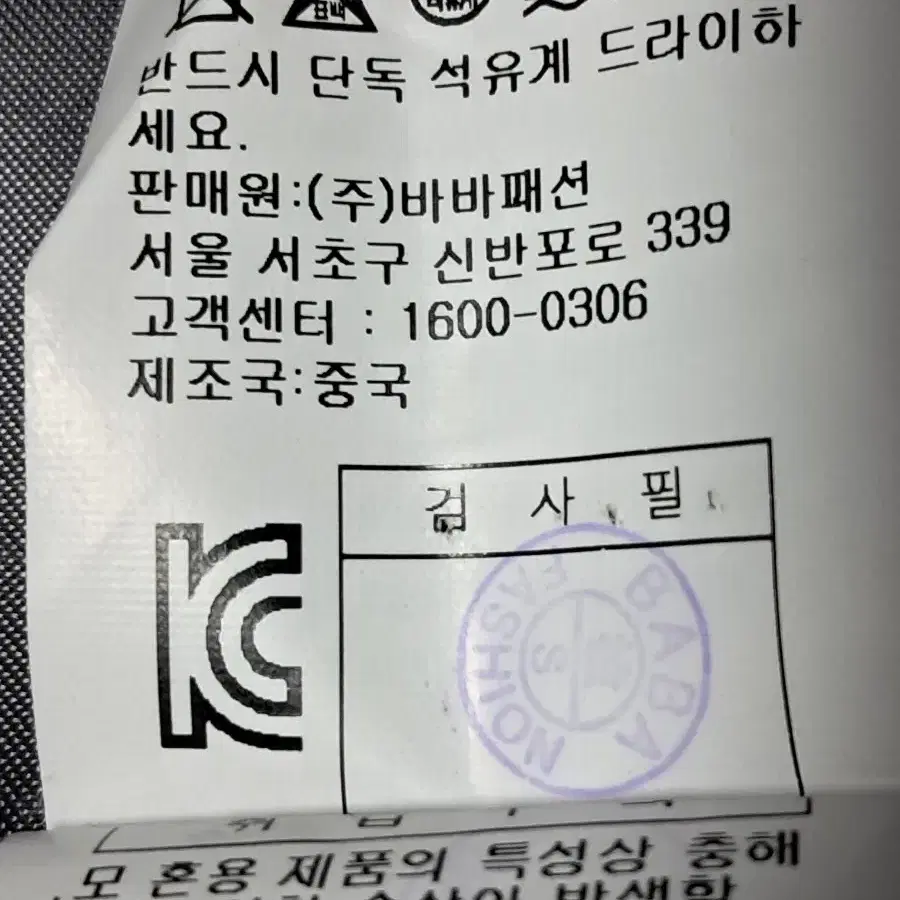 표백
반드시 단독 석유계 드라이하
세요.
판매원:(주)바바패션
서울 서초구 신반포로 339
고객센터 : 1600-0306
제조국:중국
검 사 필
KC
BABA FASHION
S
모 혼용 제품의 특성상 충해